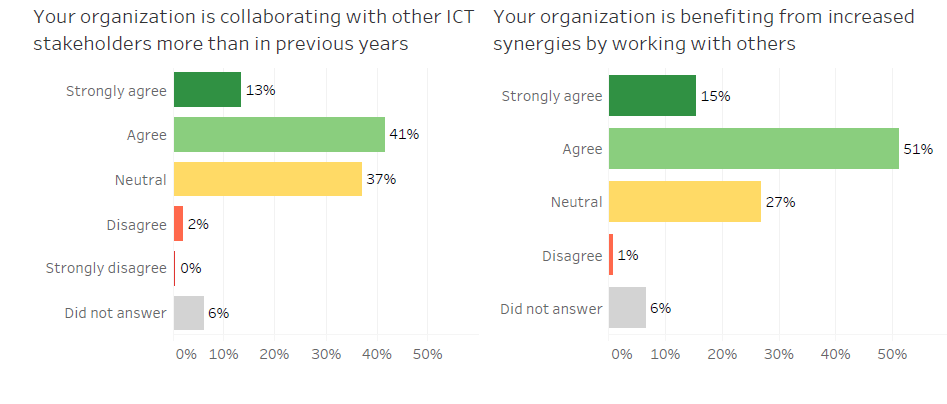 Your organization is collaborating with other ICT
stakeholders more than in previous years
Strongly agree 13%
Agree 41%
Neutral 37%
Disagree 2%
Strongly disagree 0%
Did not answer 6%
0% 10% 20% 30% 40% 50%
Your organization is benefiting from increased
synergies by working with others
Strongly agree 15%
Agree 51%
Neutral 27%
Disagree 1%
Did not answer 6%
0% 10% 20% 30% 40% 50%